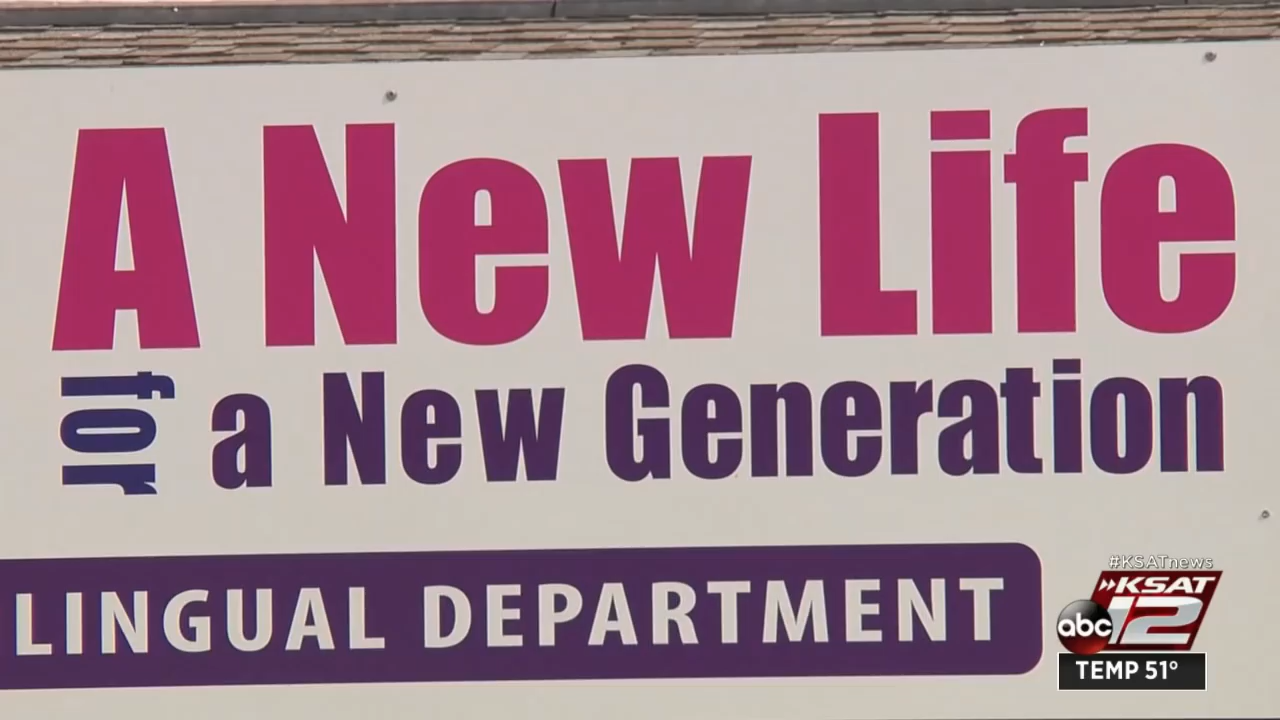 A New Life
for a New Generation
LINGUAL DEPARTMENT
#KSATnews
KSAT
abc 12
TEMP 51°